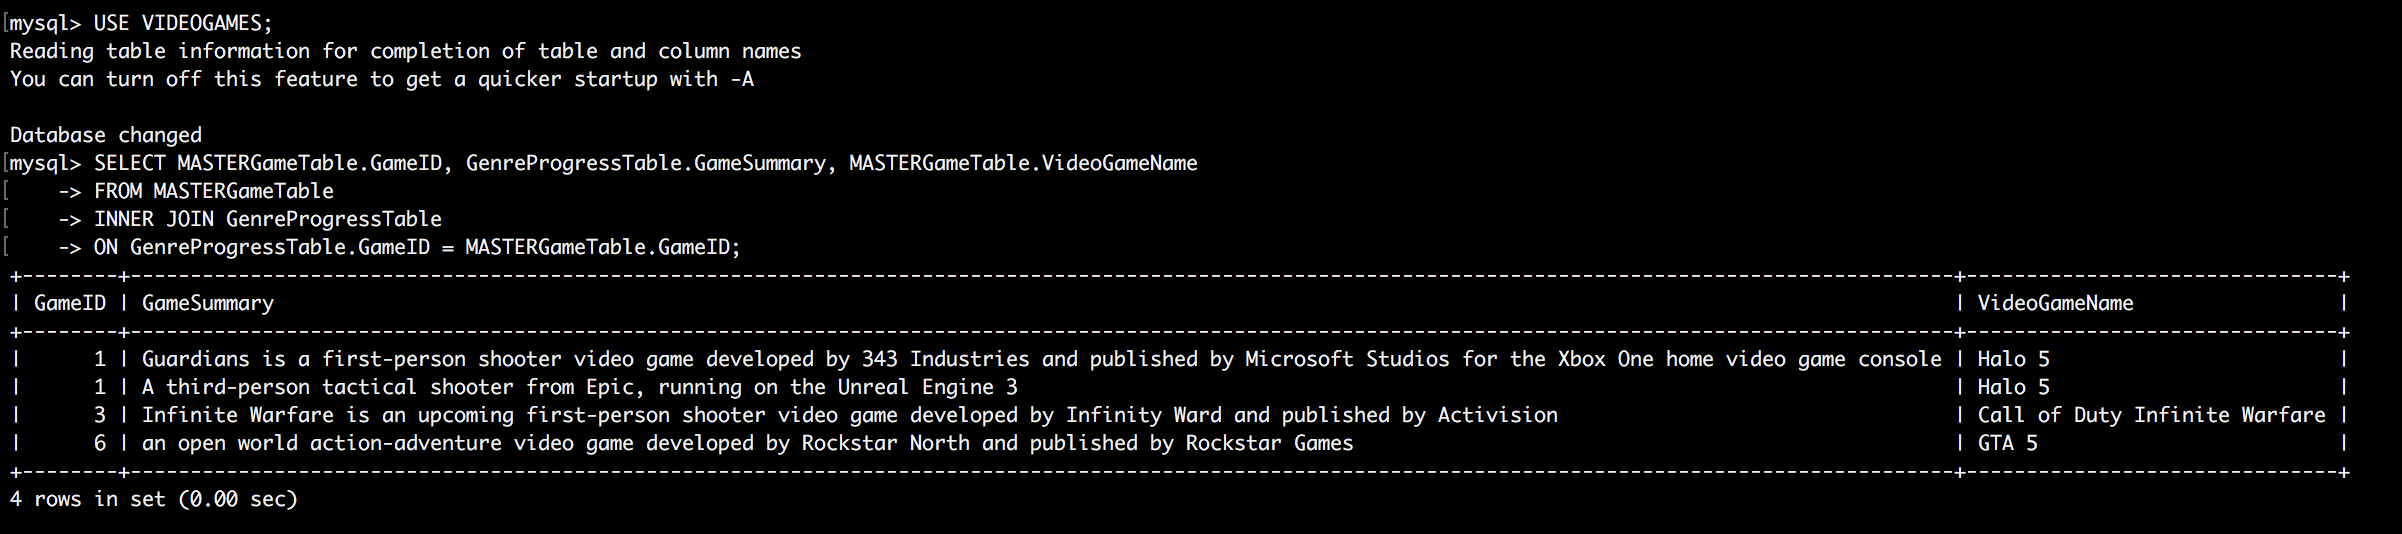 mysql> USE VIDEOGAMES;
Reading table information for completion of table and column names
You can turn off this feature to get a quicker startup with -A
Database changed
mysql> SELECT MASTERGameTable.GameID, GenreProgressTable.GameSummary, MASTERGameTable.VideoGameName
    -> FROM MASTERGameTable
    -> INNER JOIN GenreProgressTable
    -> ON GenreProgressTable.GameID = MASTERGameTable.GameID;
| GameID | GameSummary | VideoGameName |
| 1 | Guardians is a first-person shooter video game developed by 343 Industries and published by Microsoft Studios for the Xbox One home video game console | Halo 5 |
| 1 | A third-person tactical shooter from Epic, running on the Unreal Engine 3 | Halo 5 |
| 3 | Infinite Warfare is an upcoming first-person shooter video game developed by Infinity Ward and published by Activision | Call of Duty Infinite Warfare |
| 6 | an open world action-adventure video game developed by Rockstar North and published by Rockstar Games | GTA 5 |
4 rows in set (0.00 sec)